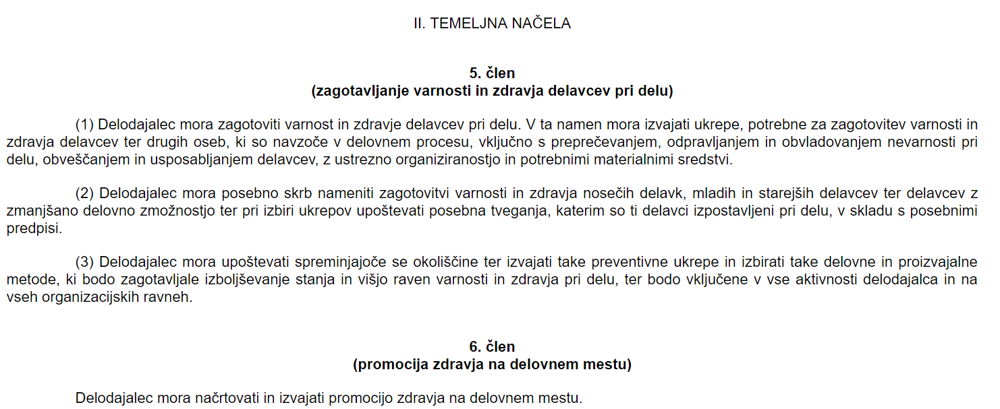 II. TEMELJNA NAČELA
5. člen
(zagotavljanje varnosti in zdravja delavcev pri delu)
(1) Delodajalec mora zagotoviti varnost in zdravje delavcev pri delu. V ta namen mora izvajati ukrepe, potrebne za zagotovitev varnosti in
zdravja delavcev ter drugih oseb, ki so navzoče v delovnem procesu, vključno s preprečevanjem, odpravljanjem in obvladovanjem nevarnosti pri
delu, obveščanjem in usposabljanjem delavcev, z ustrezno organiziranostjo in potrebnimi materialnimi sredstvi.
(2) Delodajalec mora posebno skrb nameniti zagotovitvi varnosti in zdravja nosečih delavk, mladih in starejših delavcev ter delavcev z
zmanjšano delovno zmožnostjo ter pri izbiri ukrepov upoštevati posebna tveganja, katerim so ti delavci izpostavljeni pri delu, v skladu s posebnimi
predpisi.
(3) Delodajalec mora upoštevati spreminjajoče se okoliščine ter izvajati take preventivne ukrepe in izbirati take delovne in proizvajalne
metode, ki bodo zagotavljale izboljševanje stanja in višjo raven varnosti in zdravja pri delu, ter bodo vključene v vse aktivnosti delodajalca in na
vseh organizacijskih ravneh.
6. člen
(promocija zdravja na delovnem mestu)
Delodajalec mora načrtovati in izvajati promocijo zdravja na delovnem mestu.